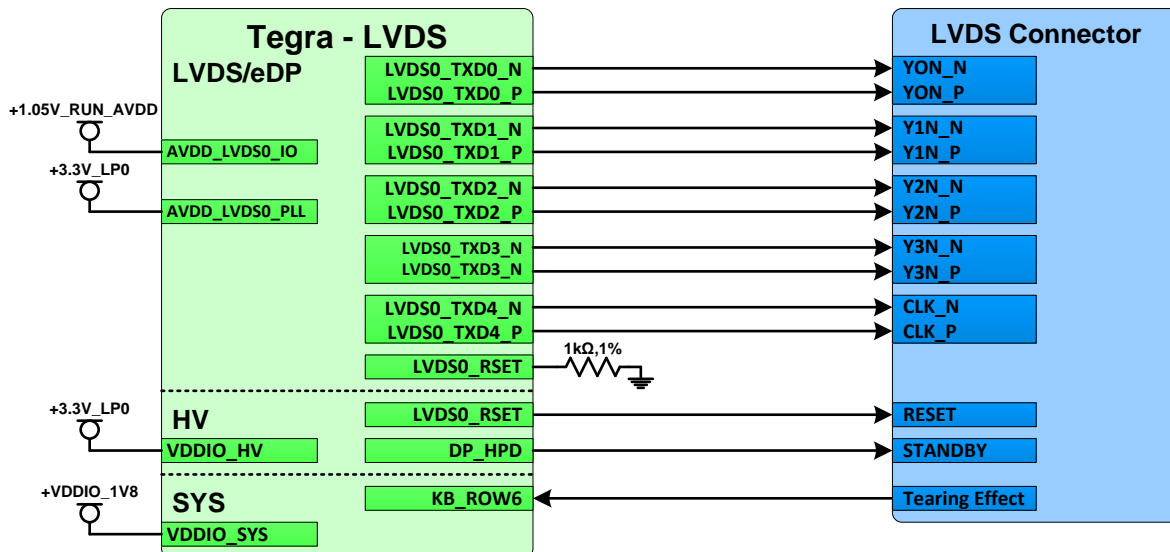 Tegra - LVDS
LVDS/eDP
+1.05V_RUN_AVDD
AVDD_LVDS0_IO
+3.3V_LP0
AVDD_LVDS0_PLL
LVDS0_TXD0_N
LVDS0_TXD0_P
LVDS0_TXD1_N
LVDS0_TXD1_P
LVDS0_TXD2_N
LVDS0_TXD2_P
LVDS0_TXD3_N
LVDS0_TXD3_N
LVDS0_TXD4_N
LVDS0_TXD4_P
LVDS0_RSET
1kΩ,1%
HV
+3.3V_LP0
VDDIO_HV
LVDS0_RSET
DP_HPD
SYS
+VDDIO_1V8
VDDIO_SYS
KB_ROW6
LVDS Connector
YON_N
YON_P
Y1N_N
Y1N_P
Y2N_N
Y2N_P
Y3N_N
Y3N_P
CLK_N
CLK_P
RESET
STANDBY
Tearing Effect